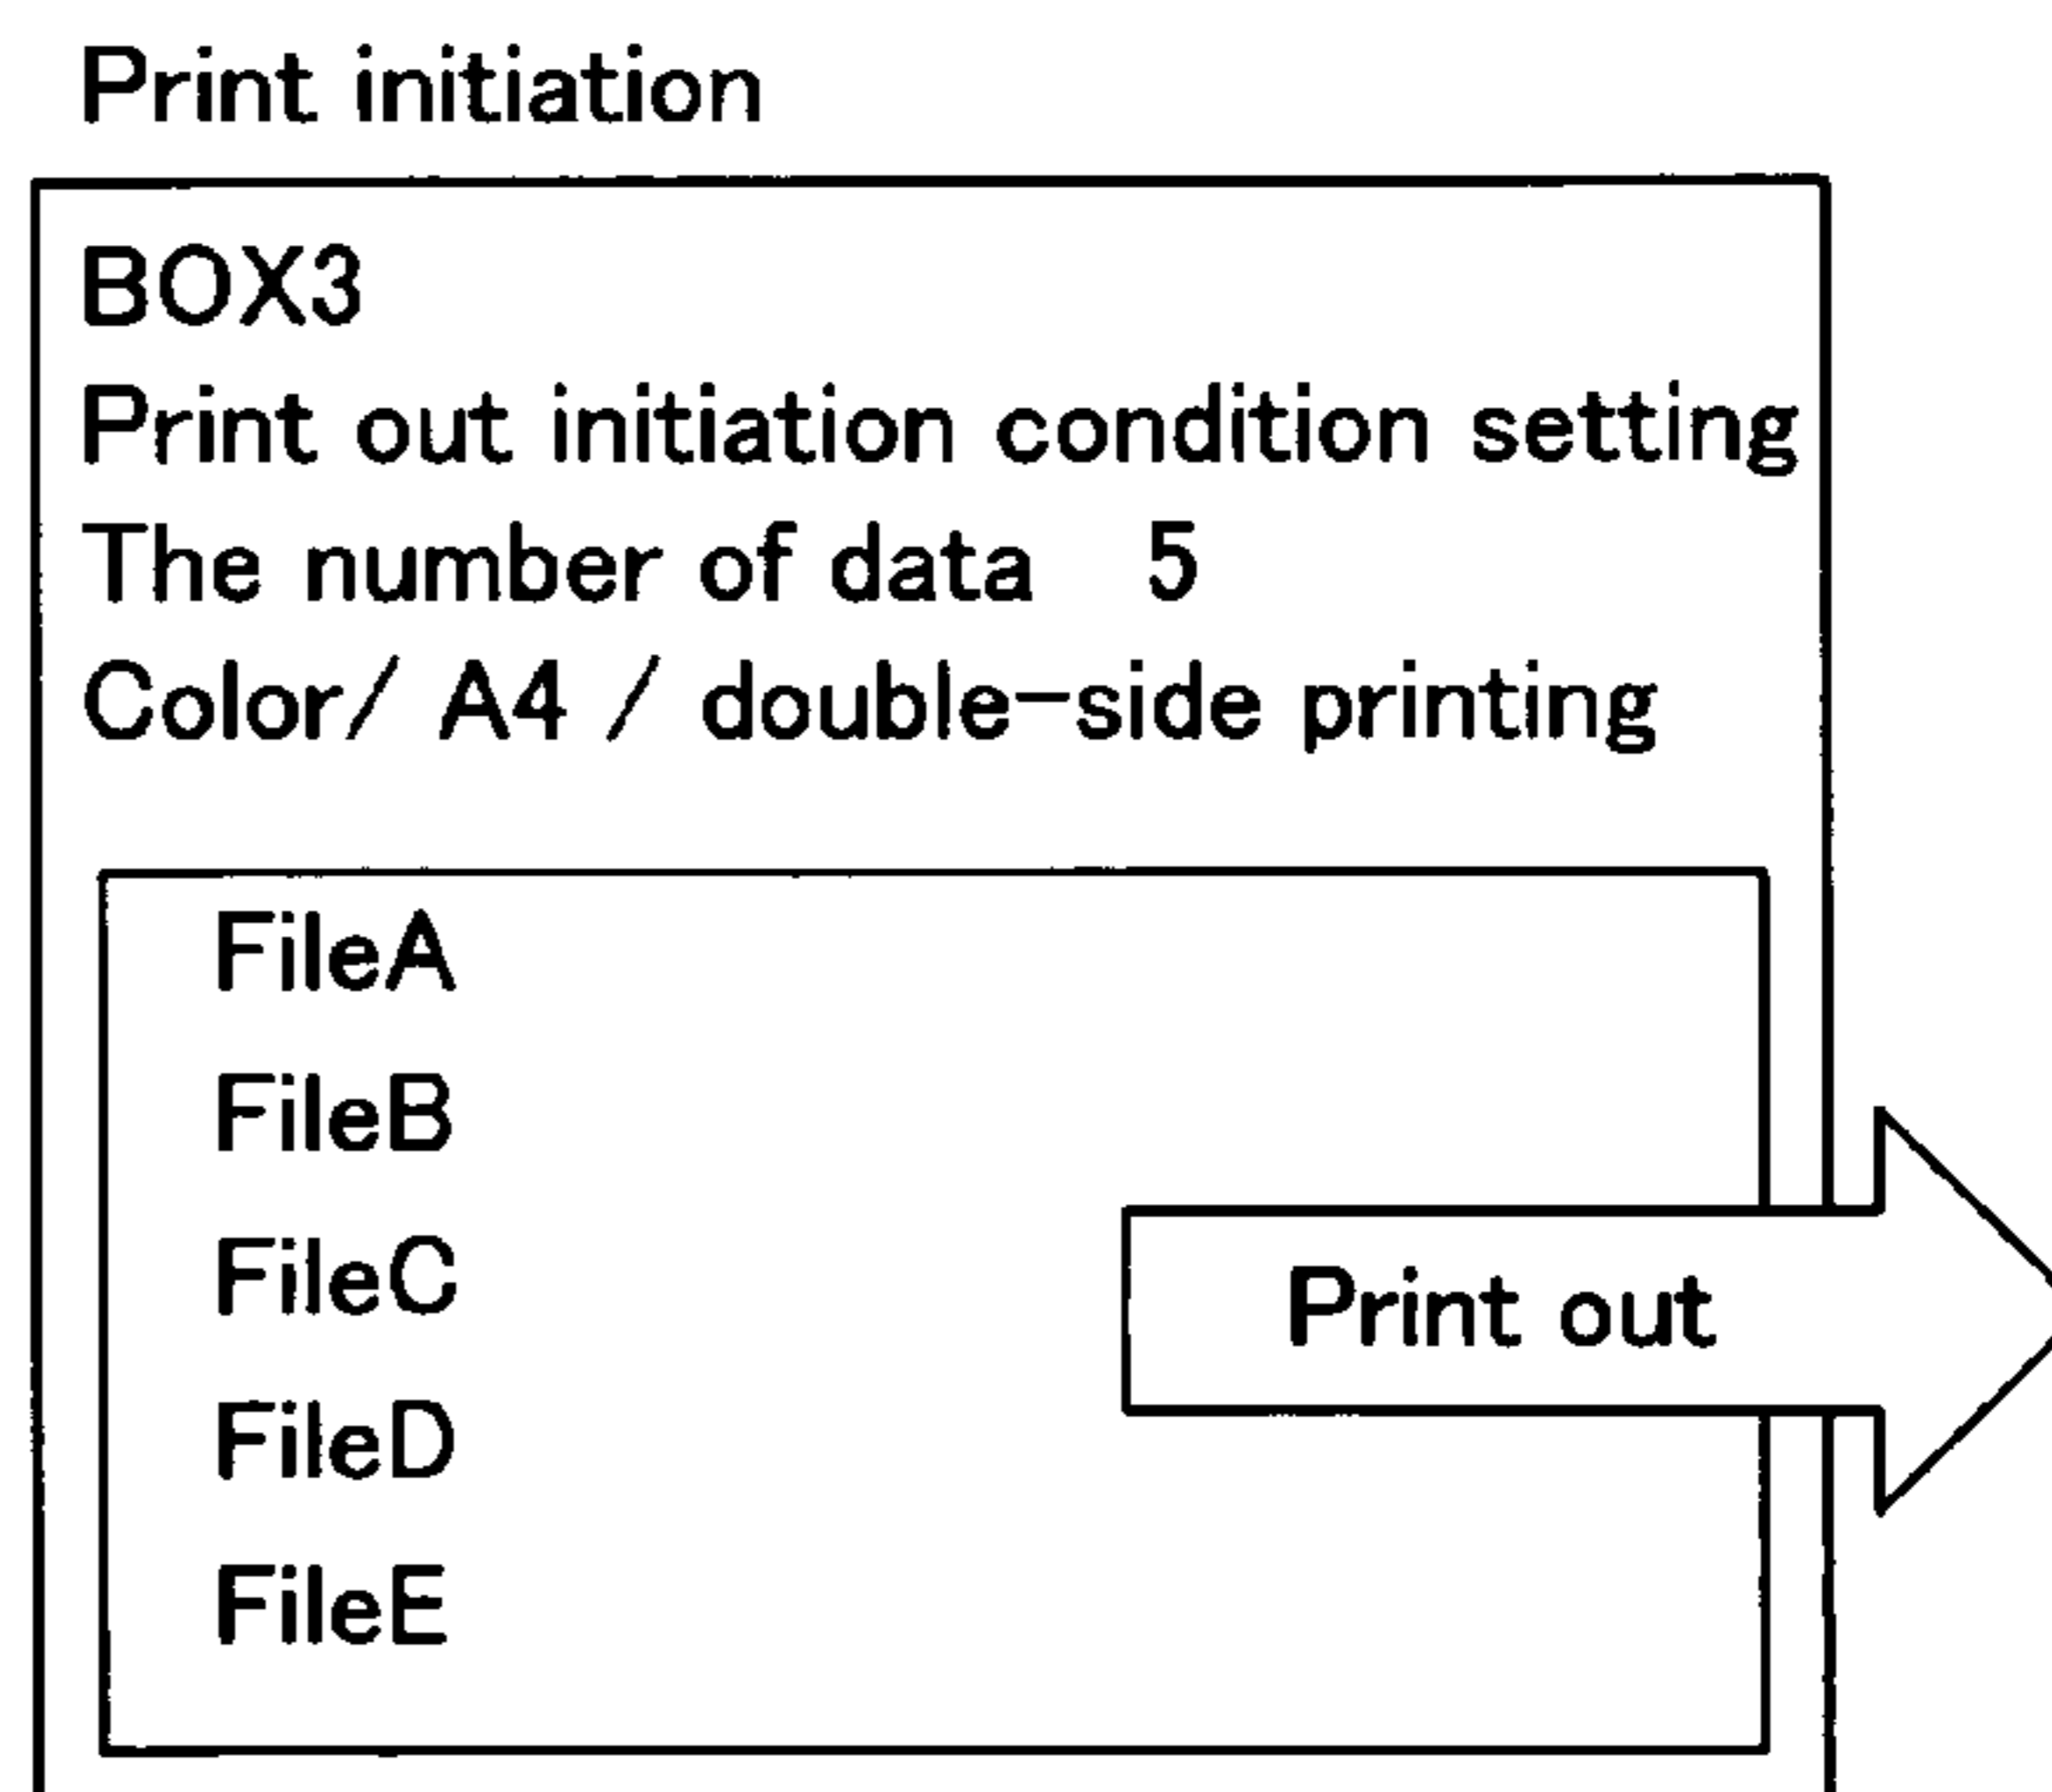 Print initiation
BOX3
Print out initiation condition setting
The number of data 5
Color/ A4 / double-side printing
FileA
FileB
FileC
Print out
FileD
FileE